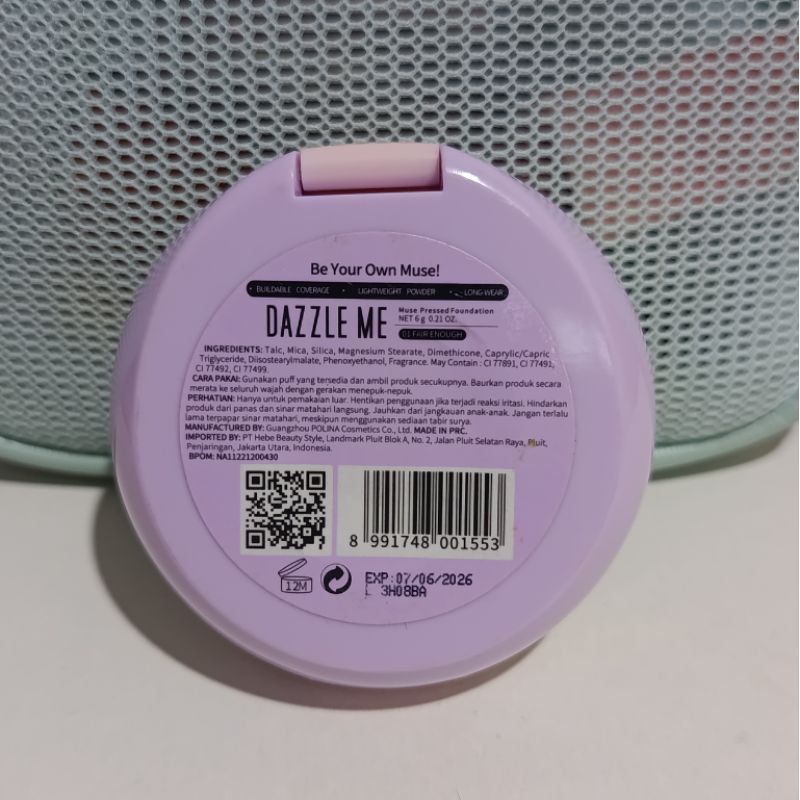 Be Your Own Muse!
• BUILDABLE COVERAGE • LIGHTWEIGHT POWDER • LONG-WEAR
DAZZLE ME
Muse Pressed Foundation
NET 6 g 0.21 OZ.
01 FAIR ENOUGH
INGREDIENTS: Talc, Mica, Silica, Magnesium Stearate, Dimethicone, Caprylic/Capric
Triglyceride, Diisostearylmalate, Phenoxyethanol, Fragrance. May Contain : CI 77891, CI 77491,
CI 77492, CI 77499.
CARA PAKAI: Gunakan puff yang tersedia dan ambil produk secukupnya. Baurkan produk secara
merata ke seluruh wajah dengan gerakan menepuk-nepuk.
PERHATIAN: Hanya untuk pemakaian luar. Hentikan penggunaan jika terjadi reaksi iritasi. Hindarkan
produk dari panas dan sinar matahari langsung. Jauhkan dari jangkauan anak-anak. Jangan terlalu
lama terpapar sinar matahari, meskipun menggunakan sediaan tabir surya.
MANUFACTURED BY: Guangzhou POLINA Cosmetics Co., Ltd. MADE IN PRC.
IMPORTED BY: PT Hebe Beauty Style, Landmark Pluit Blok A, No. 2, Jalan Pluit Selatan Raya, Pluit,
Penjaringan, Jakarta Utara, Indonesia.
BPOM: NA11221200430
8 991748 001553
12M
EXP:07/06/2026
L 3H08BA